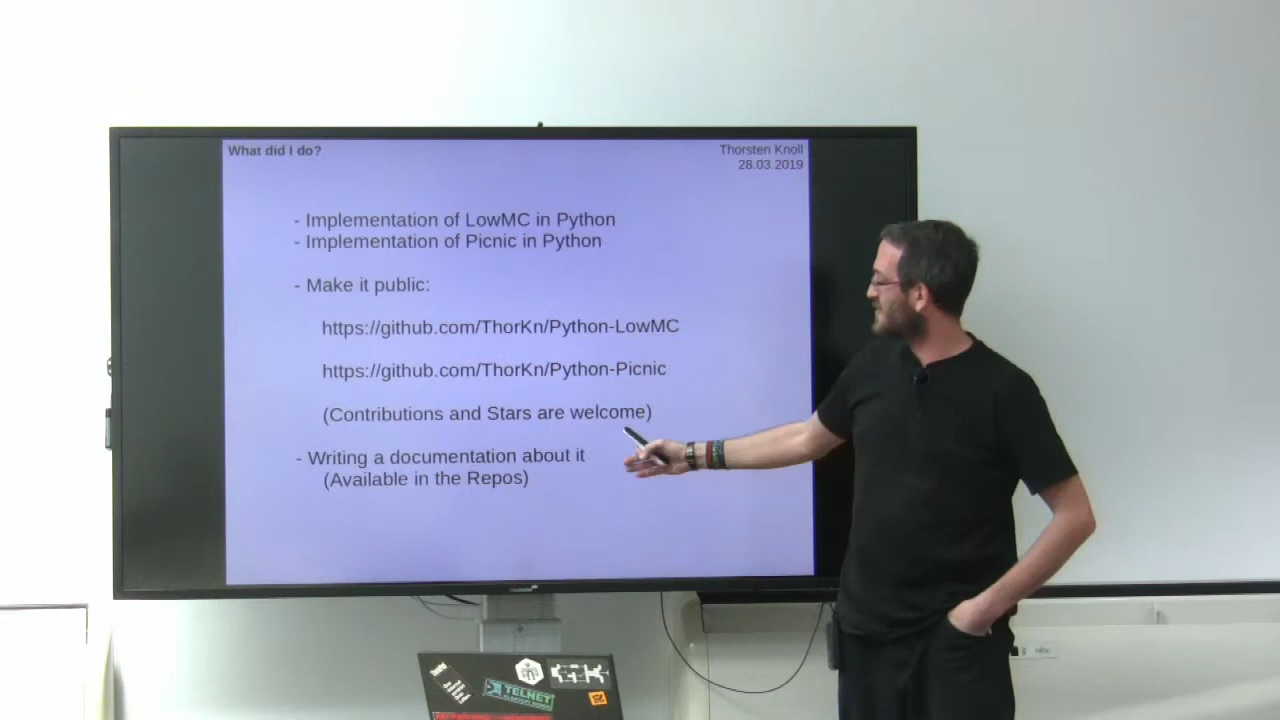 What did I do?
Thorsten Knoll
28.03.2019
- Implementation of LowMC in Python
- Implementation of Picnic in Python
- Make it public:
https://github.com/ThorKn/Python-LowMC
https://github.com/ThorKn/Python-Picnic
(Contributions and Stars are welcome)
- Writing a documentation about it
(Available in the Repos)
TELNET